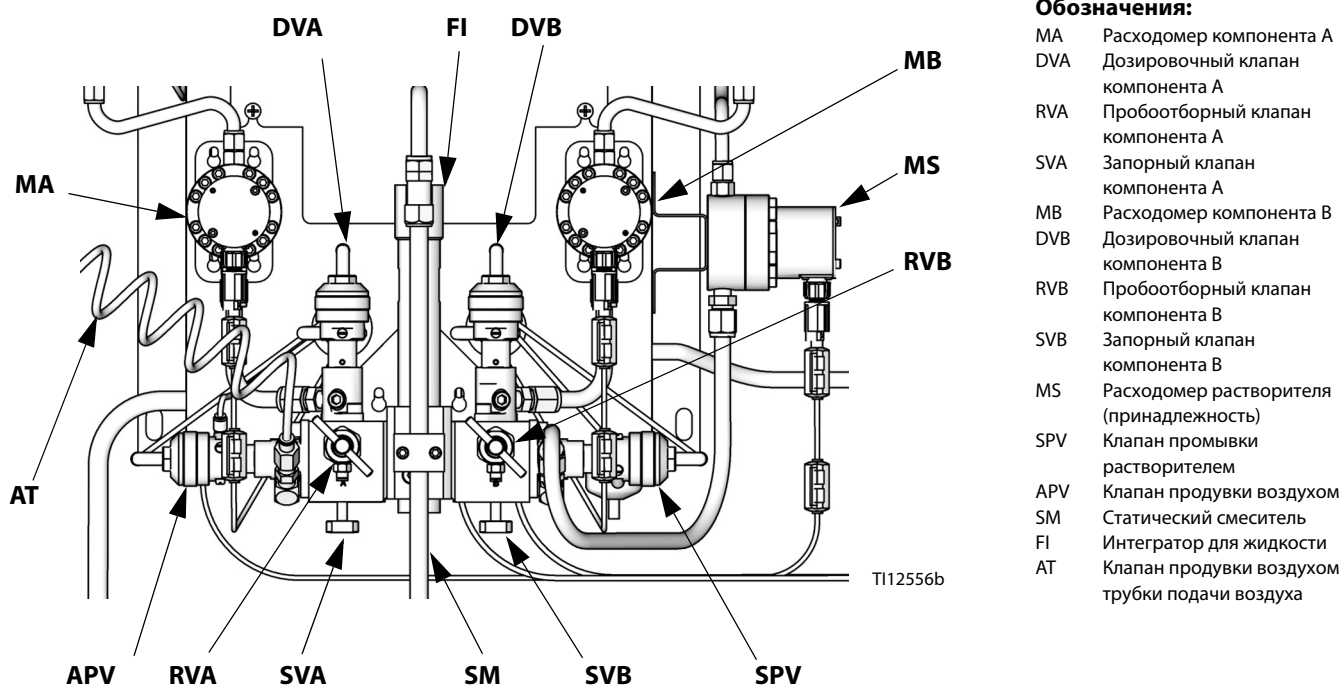 DVA FI DVB
MB
MA
MS
RVB
AT
TI12556b
APV RVA SVA SM SVB SPV
Обозначения:
MA Расходомер компонента A
DVA Дозировочный клапан
компонента A
RVA Пробоотборный клапан
компонента A
SVA Запорный клапан
компонента A
MB Расходомер компонента B
DVB Дозировочный клапан
компонента B
RVB Пробоотборный клапан
компонента B
SVB Запорный клапан
компонента B
MS Расходомер растворителя
(принадлежность)
SPV Клапан промывки
растворителем
APV Клапан продувки воздухом
SM Статический смеситель
FI Интегратор для жидкости
AT Клапан продувки воздухом
трубки подачи воздуха